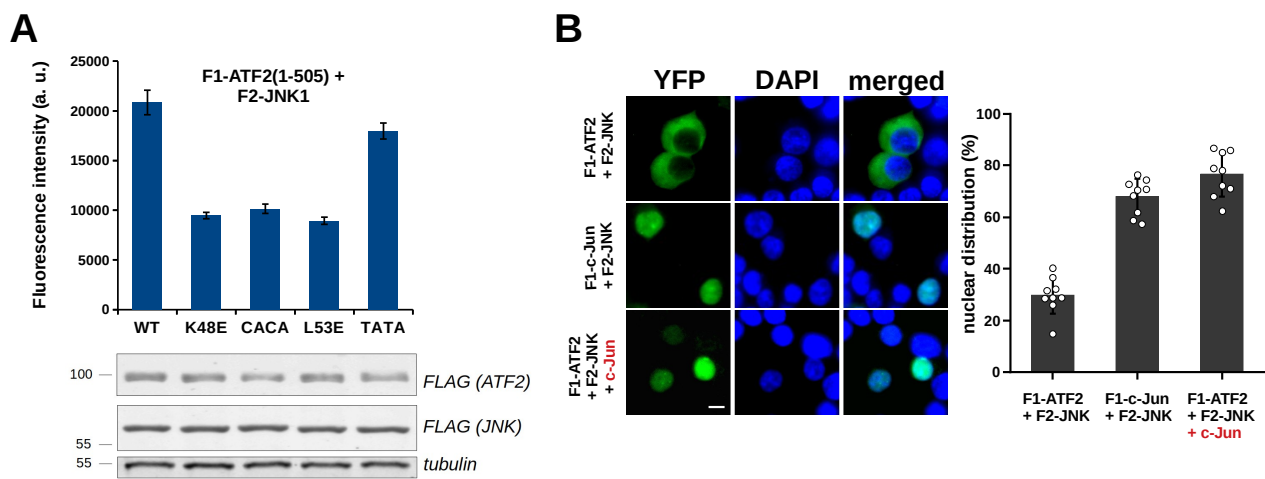 A
Fluorescence intensity (a. u.)
25000
20000
15000
10000
5000
0
F1-ATF2(1-505) +
F2-JNK1
WT K48E CACA L53E TATA
100
FLAG (ATF2)
FLAG (JNK)
55
55
tubulin
B
YFP DAPI merged
F1-ATF2
+ F2-JNK
F1-c-Jun
+ F2-JNK
F1-ATF2
+ F2-JNK
+ c-Jun
nuclear distribution (%)
100
80
60
40
20
0
F1-ATF2
+ F2-JNK
F1-c-Jun
+ F2-JNK
F1-ATF2
+ F2-JNK
+ c-Jun